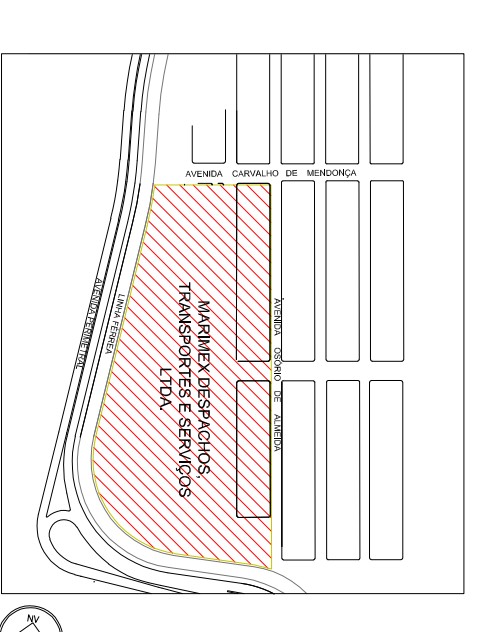 AVENIDA CARVALHO DE MENDONÇA
MARIMEX DESPACHOS,
TRANSPORTES E SERVIÇOS
LTDA.
AVENIDA OSÓRIO DE ALMEIDA
LINHA FÉRREA
AVENIDA PERIMETRAL
NV